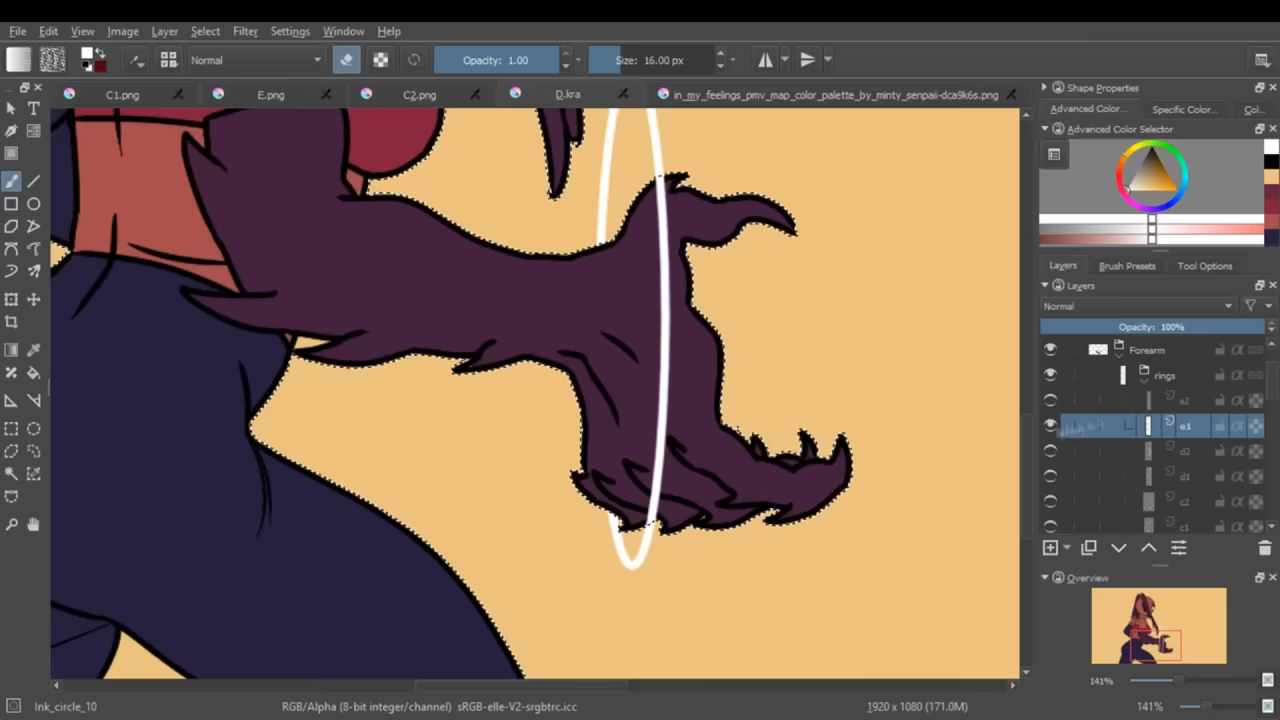 File Edit View Image Layer Select Filter Settings Window Help
Normal Opacity: 1.00 Size: 16.00 px
C1.png E.png C2.png D.kra in_my_feelings_pmv_map_color_palette_by_minty_senpaii-dca9k6s.png
Shape Properties
Advanced Color... Specific Color... Col...
Advanced Color Selector
Layers Brush Presets Tool Options
Layers
Normal
Opacity: 100%
Forearm
rings
e2
e1
d2
d1
c2
c1
Overview
141%
Ink_circle_10 RGB/Alpha (8-bit integer/channel) sRGB-elle-V2-srgbtrc.icc 1920 x 1080 (171.0M) 141%